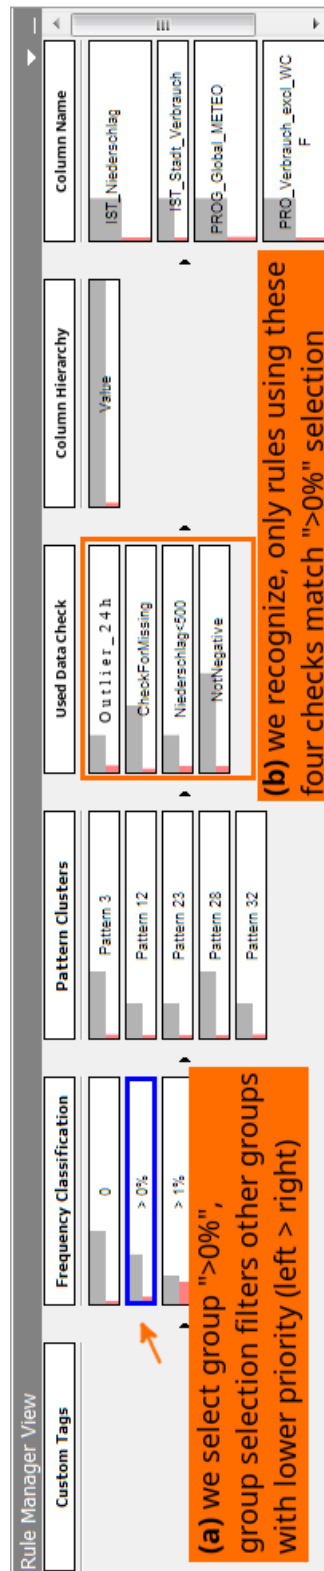 Rule Manager View
Custom Tags
Frequency Classification
0
> 0%
> 1%
Pattern Clusters
Pattern 3
Pattern 12
Pattern 23
Pattern 28
Pattern 32
Used Data Check
Outlier_24h
CheckForMissing
Niederschlag<500
NotNegative
Column Hierarchy
Value
Column Name
IST_Niederschlag
IST_Stadt_Verbrauch
PROG_Global_METEO
PRO_Verbrauch_excl_WC
F
(a) we select group ">0%",
group selection filters other groups
with lower priority (left > right)
(b) we recognize, only rules using these
four checks match ">0%" selection